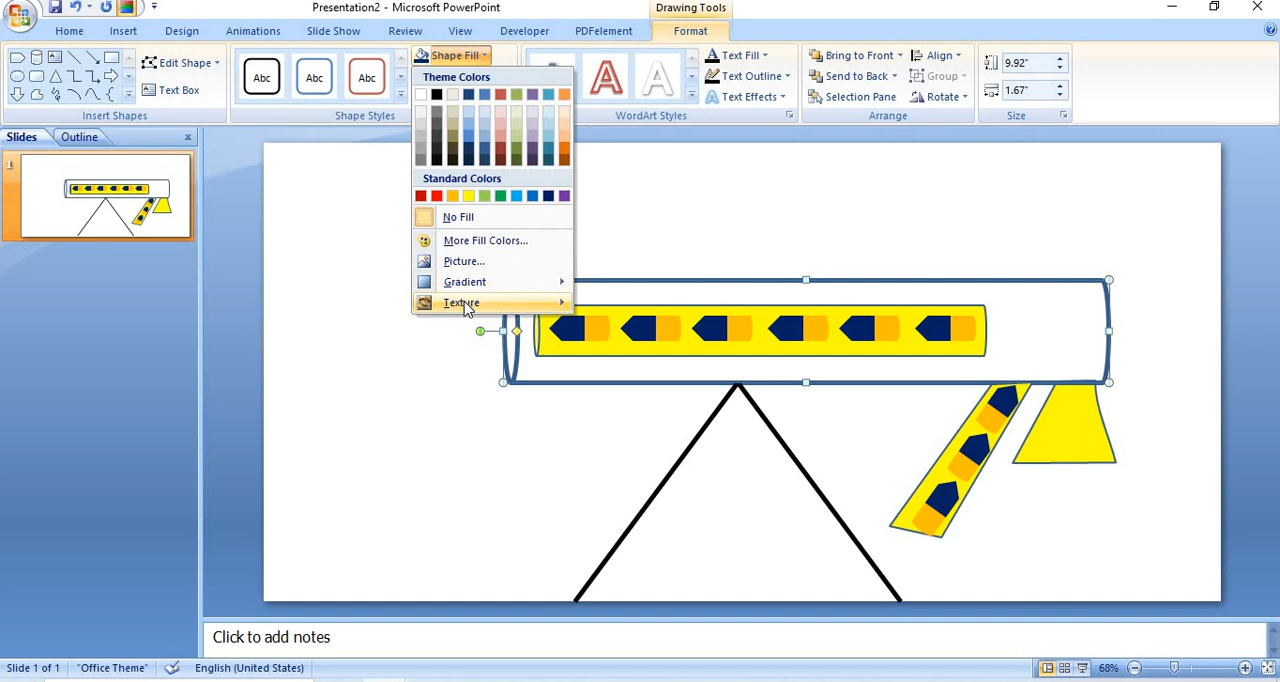 Presentation2 - Microsoft PowerPoint
Drawing Tools
Home Insert Design Animations Slide Show Review View Developer PDFelement Format
Edit Shape
Text Box
Insert Shapes
Abc Abc Abc
Shape Styles
Shape Fill
Theme Colors
Standard Colors
No Fill
More Fill Colors...
Picture...
Gradient
Texture
A A
Text Fill
Text Outline
Text Effects
WordArt Styles
Bring to Front
Send to Back
Selection Pane
Align
Group
Rotate
Arrange
9.92"
1.67"
Size
Slides Outline
1
Click to add notes
Slide 1 of 1 "Office Theme" English (United States) 68%